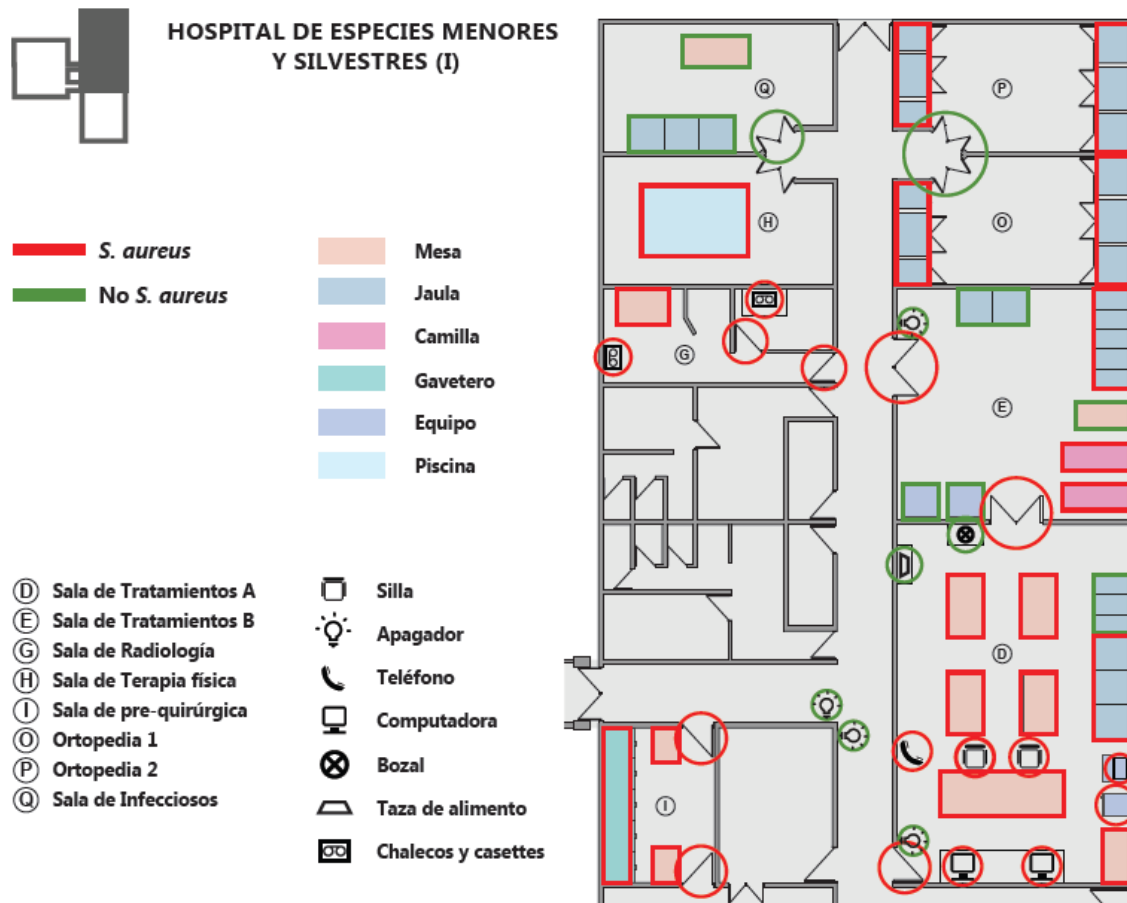 HOSPITAL DE ESPECIES MENORES
Y SILVESTRES (I)
S. aureus
No S. aureus
Mesa
Jaula
Camilla
Gavetero
Equipo
Piscina
D Sala de Tratamientos A
E Sala de Tratamientos B
G Sala de Radiología
H Sala de Terapia física
I Sala de pre-quirúrgica
O Ortopedia 1
P Ortopedia 2
Q Sala de Infecciosos
Silla
Apagador
Teléfono
Computadora
Bozal
Taza de alimento
Chalecos y casettes
Q
P
H
O
G
E
D
I